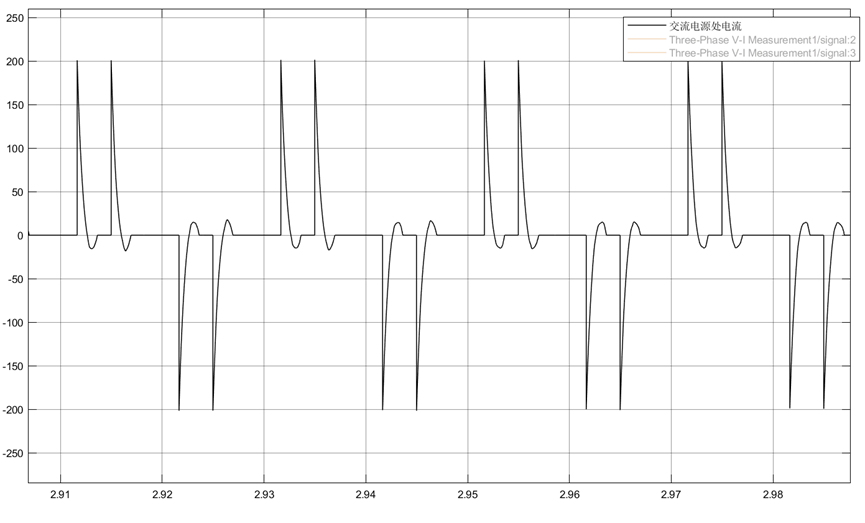 交流电源处电流
Three-Phase V-I Measurement1/signal:2
Three-Phase V-I Measurement1/signal:3
250
200
150
100
50
0
-50
-100
-150
-200
-250
2.91 2.92 2.93 2.94 2.95 2.96 2.97 2.98